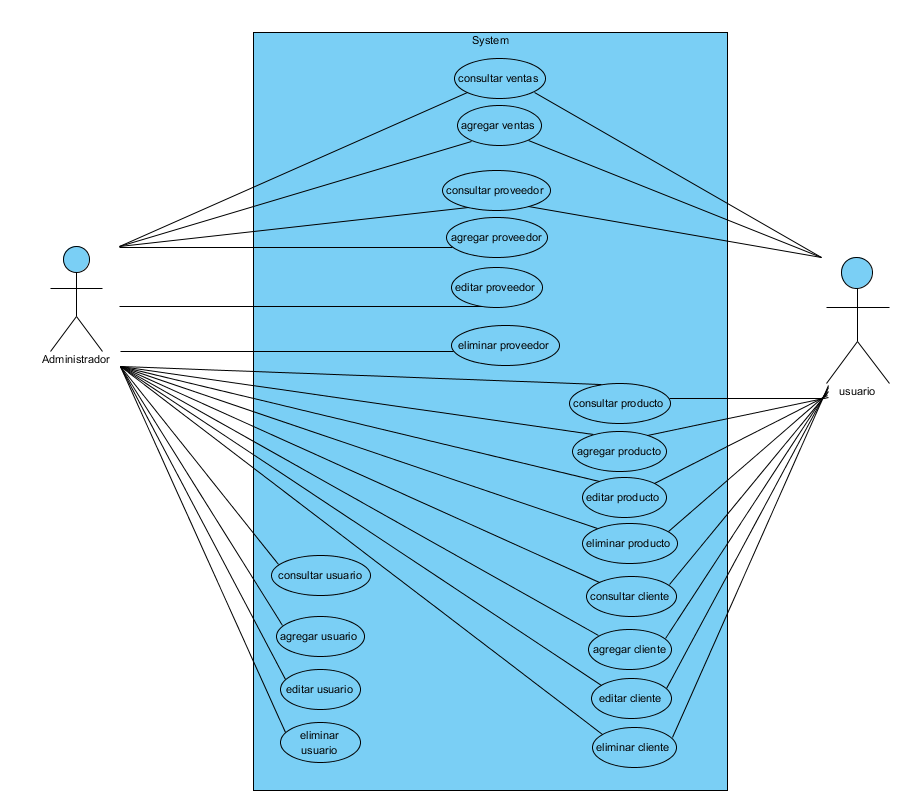 System
consultar ventas
agregar ventas
consultar proveedor
agregar proveedor
editar proveedor
eliminar proveedor
Administrador
usuario
consultar producto
agregar producto
editar producto
eliminar producto
consultar usuario
consultar cliente
agregar usuario
agregar cliente
editar usuario
editar cliente
eliminar
usuario
eliminar cliente